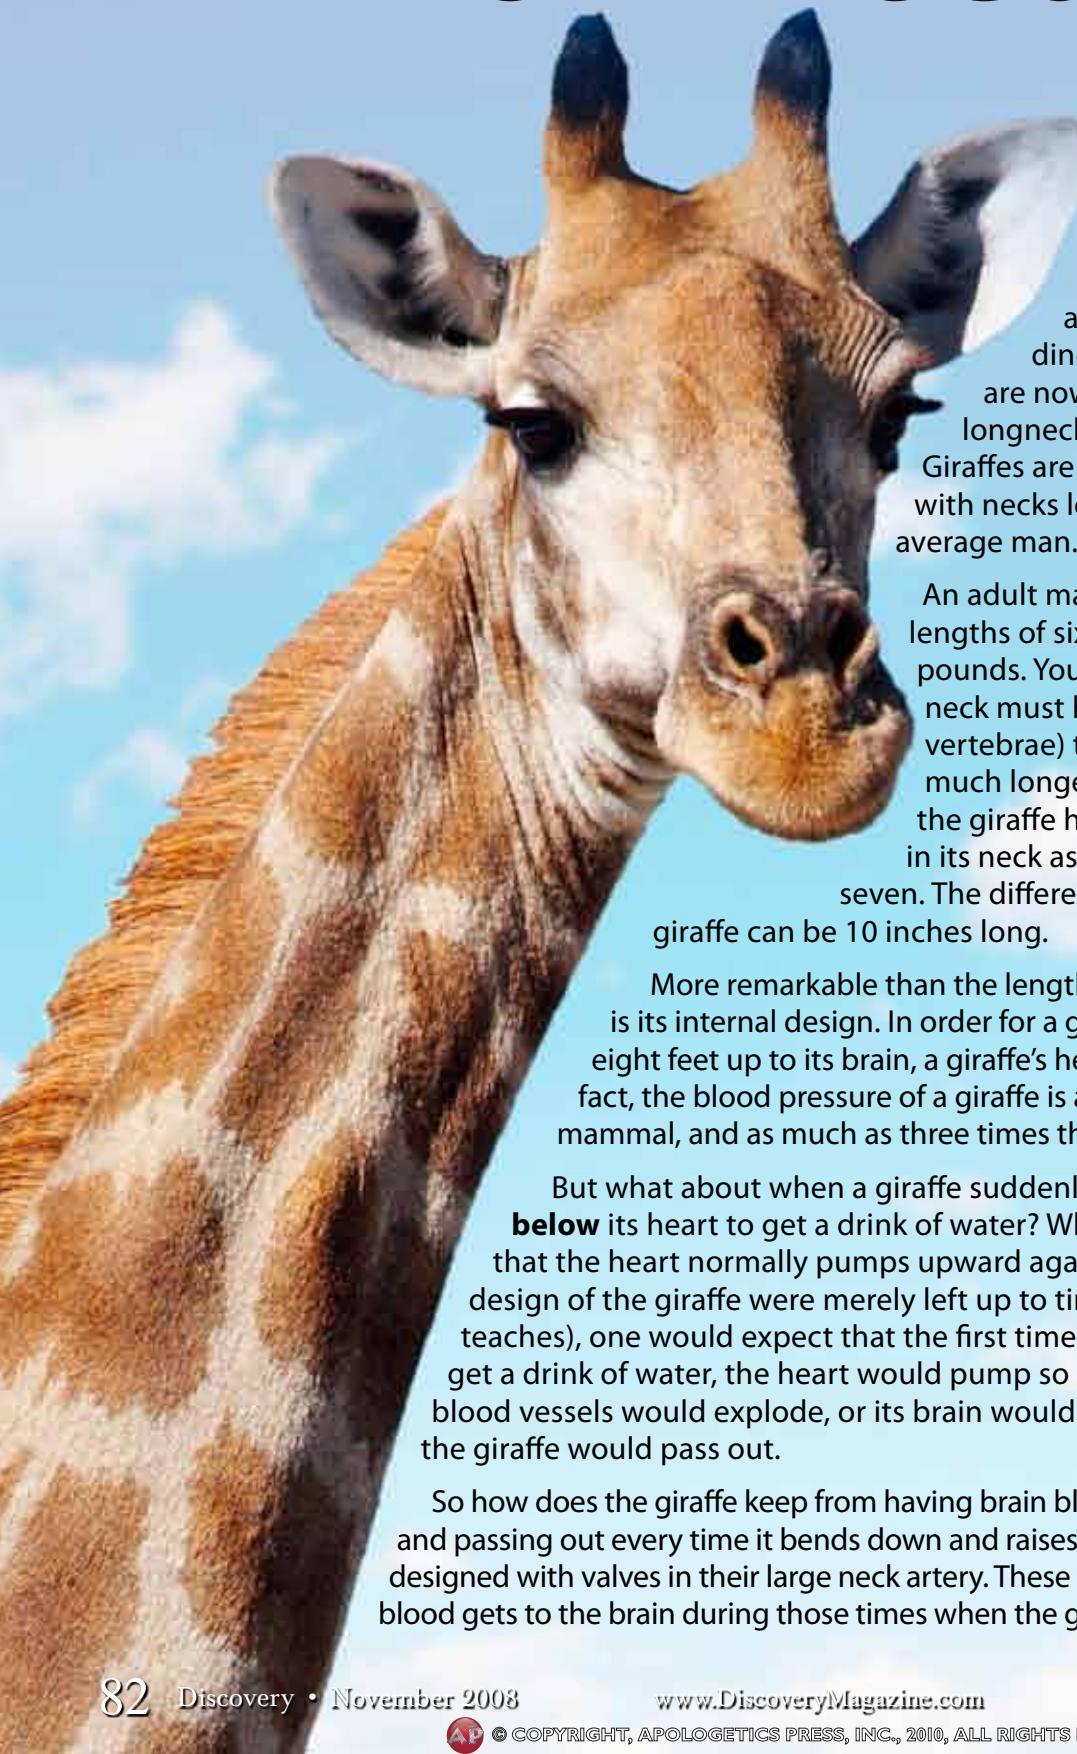 a
din
are now
longneck
Giraffes are
with necks lo
average man.
An adult ma
lengths of six
pounds. You
neck must
vertebrae) t
much longe
the giraffe h
in its neck as
seven. The differe
giraffe can be 10 inches long.
More remarkable than the lengt
is its internal design. In order for a g
eight feet up to its brain, a giraffe's he
fact, the blood pressure of a giraffe is a
mammal, and as much as three times th
But what about when a giraffe suddenl
below its heart to get a drink of water? Wh
that the heart normally pumps upward aga
design of the giraffe were merely left up to ti
teaches), one would expect that the first time
get a drink of water, the heart would pump so
blood vessels would explode, or its brain would
the giraffe would pass out.
So how does the giraffe keep from having brain bl
and passing out every time it bends down and raises
designed with valves in their large neck artery. These
blood gets to the brain during those times when the g
82 Discovery • November 2008 www.DiscoveryMagazine.com
AP © COPYRIGHT, APOLOGETICS PRESS, INC., 2010, ALL RIGHTS